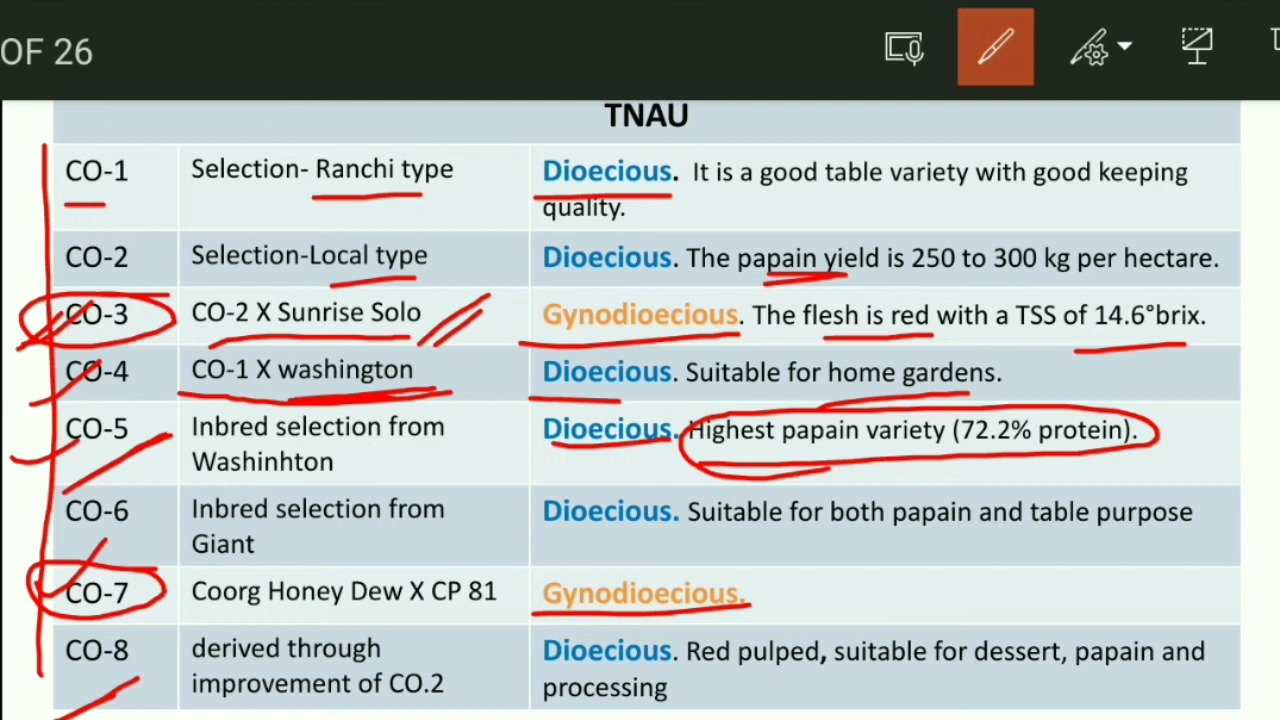 OF 26
TNAU
CO-1
Selection- Ranchi type
Dioecious. It is a good table variety with good keeping
quality.
CO-2
Selection-Local type
Dioecious. The papain yield is 250 to 300 kg per hectare.
CO-3
CO-2 X Sunrise Solo
Gynodioecious. The flesh is red with a TSS of 14.6°brix.
CO-4
CO-1 X washington
Dioecious. Suitable for home gardens.
CO-5
Inbred selection from
Washinhton
Dioecious. Highest papain variety (72.2% protein).
CO-6
Inbred selection from
Giant
Dioecious. Suitable for both papain and table purpose
CO-7
Coorg Honey Dew X CP 81
Gynodioecious.
CO-8
derived through
improvement of CO.2
Dioecious. Red pulped, suitable for dessert, papain and
processing